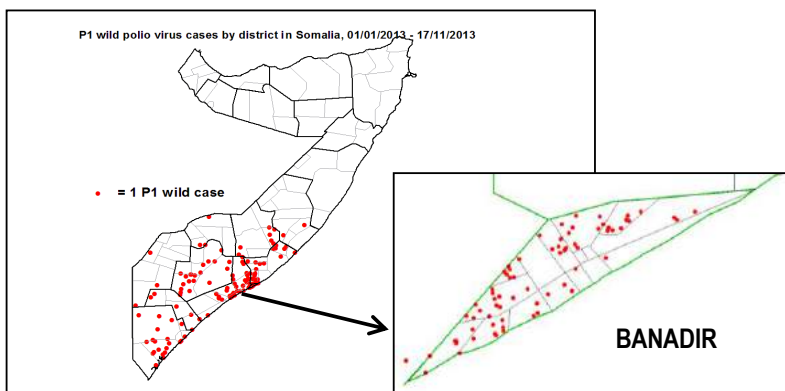 P1 wild polio virus cases by district in Somalia, 01/01/2013 - 17/11/2013
= 1 P1 wild case
BANADIR